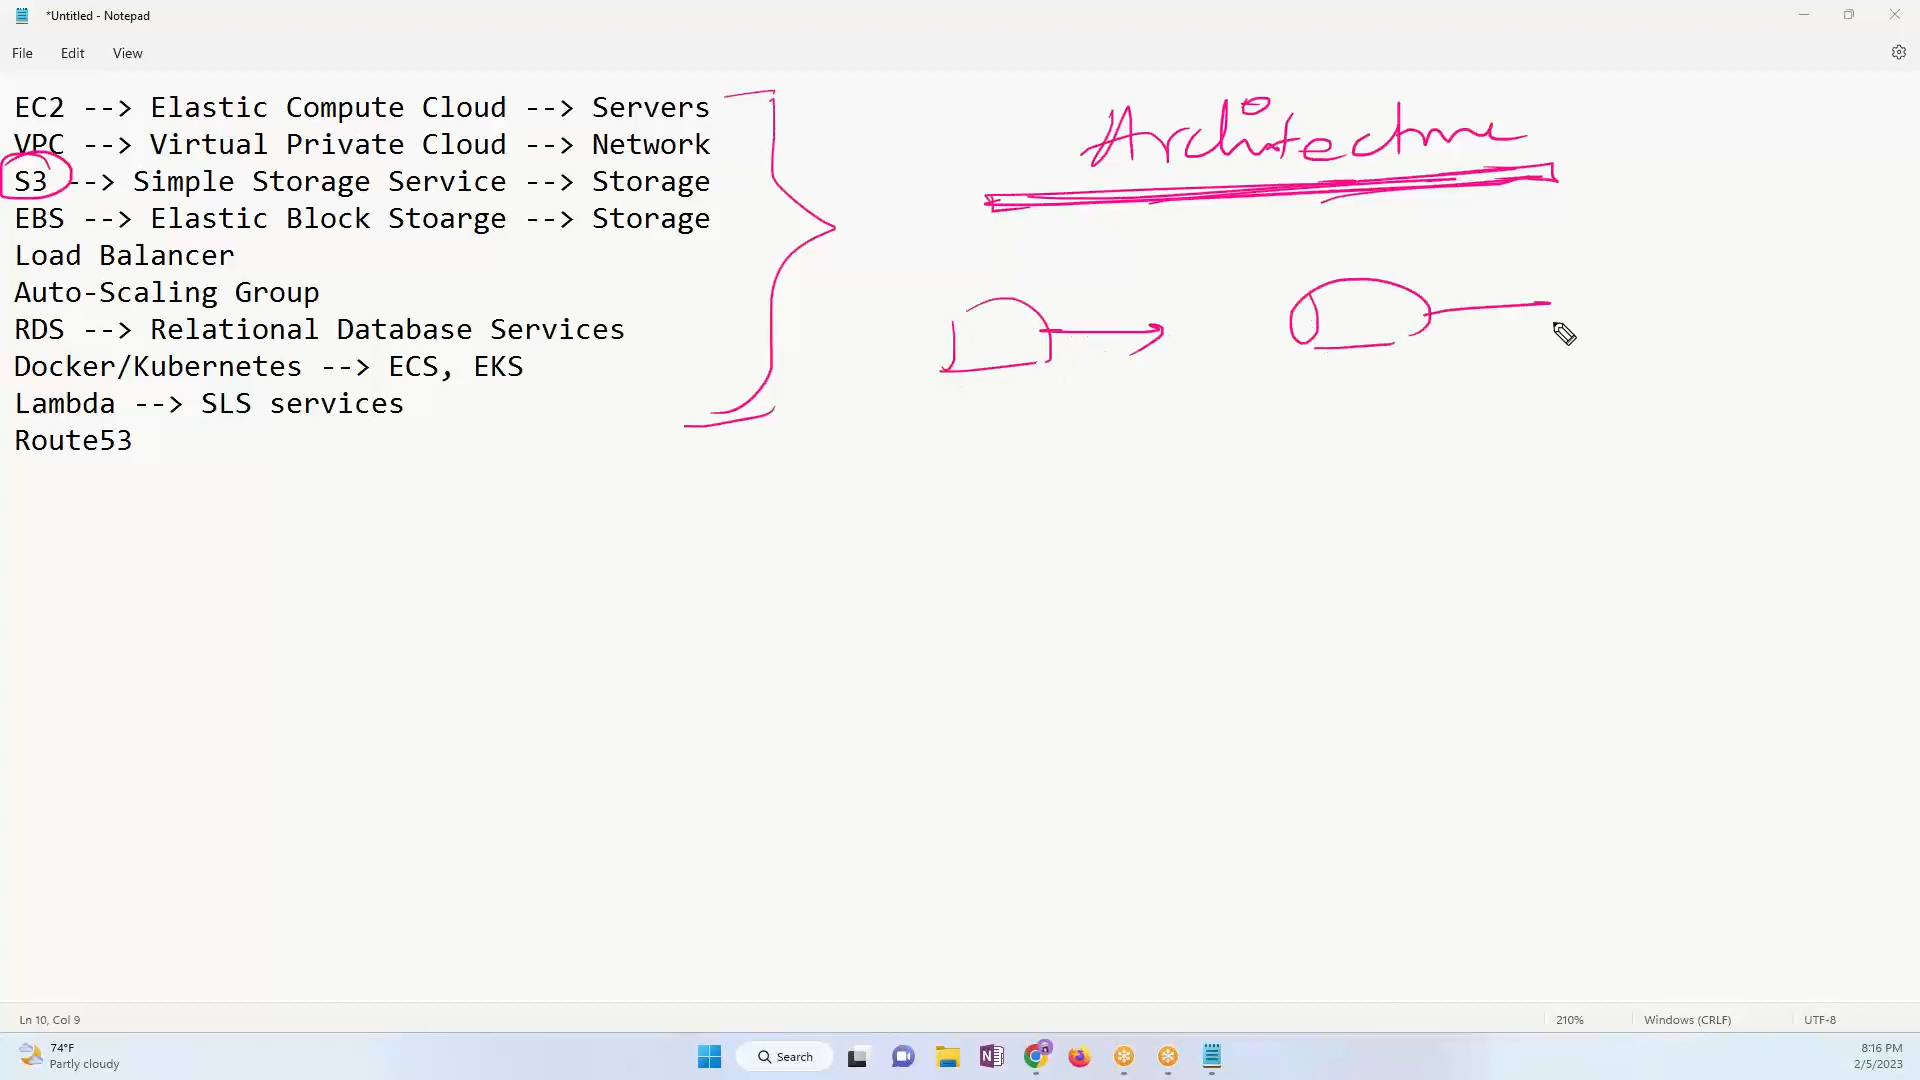 *Untitled - Notepad
File Edit View
EC2 --> Elastic Compute Cloud --> Servers
VPC --> Virtual Private Cloud --> Network
S3 --> Simple Storage Service --> Storage
EBS --> Elastic Block Stoarge --> Storage
Load Balancer
Auto-Scaling Group
RDS --> Relational Database Services
Docker/Kubernetes --> ECS, EKS
Lambda --> SLS services
Route53
Architecture
Ln 10, Col 9
210%
Windows (CRLF)
UTF-8
74°F
Partly cloudy
Search
8:16 PM
2/5/2023